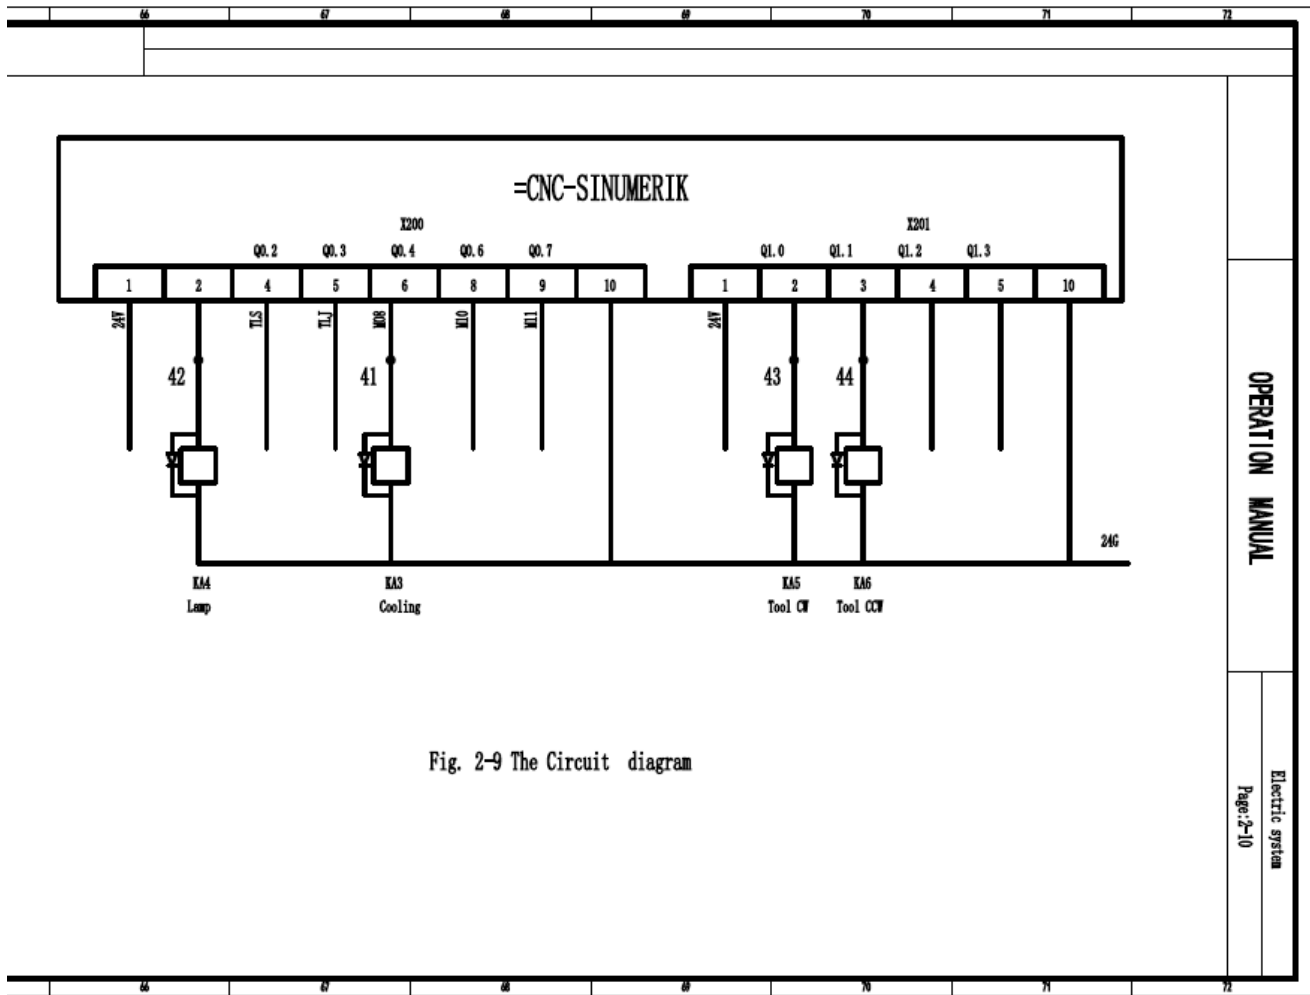 66 67 68 69 70 71 72
=CNC-SINUMERIK
X200 X201
Q0.2 Q0.3 Q0.4 Q0.6 Q0.7 Q1.0 Q1.1 Q1.2 Q1.3
1 2 4 5 6 8 9 10 1 2 3 4 5 10
24V TLS TLJ M08 M10 M11 24V
42 41 43 44
24G
KA4 KA3 KA5 KA6
Lamp Cooling Tool CW Tool CCW
Fig. 2-9 The Circuit diagram
OPERATION MANUAL
Electric system
Page:2-10
66 67 68 69 70 71 72